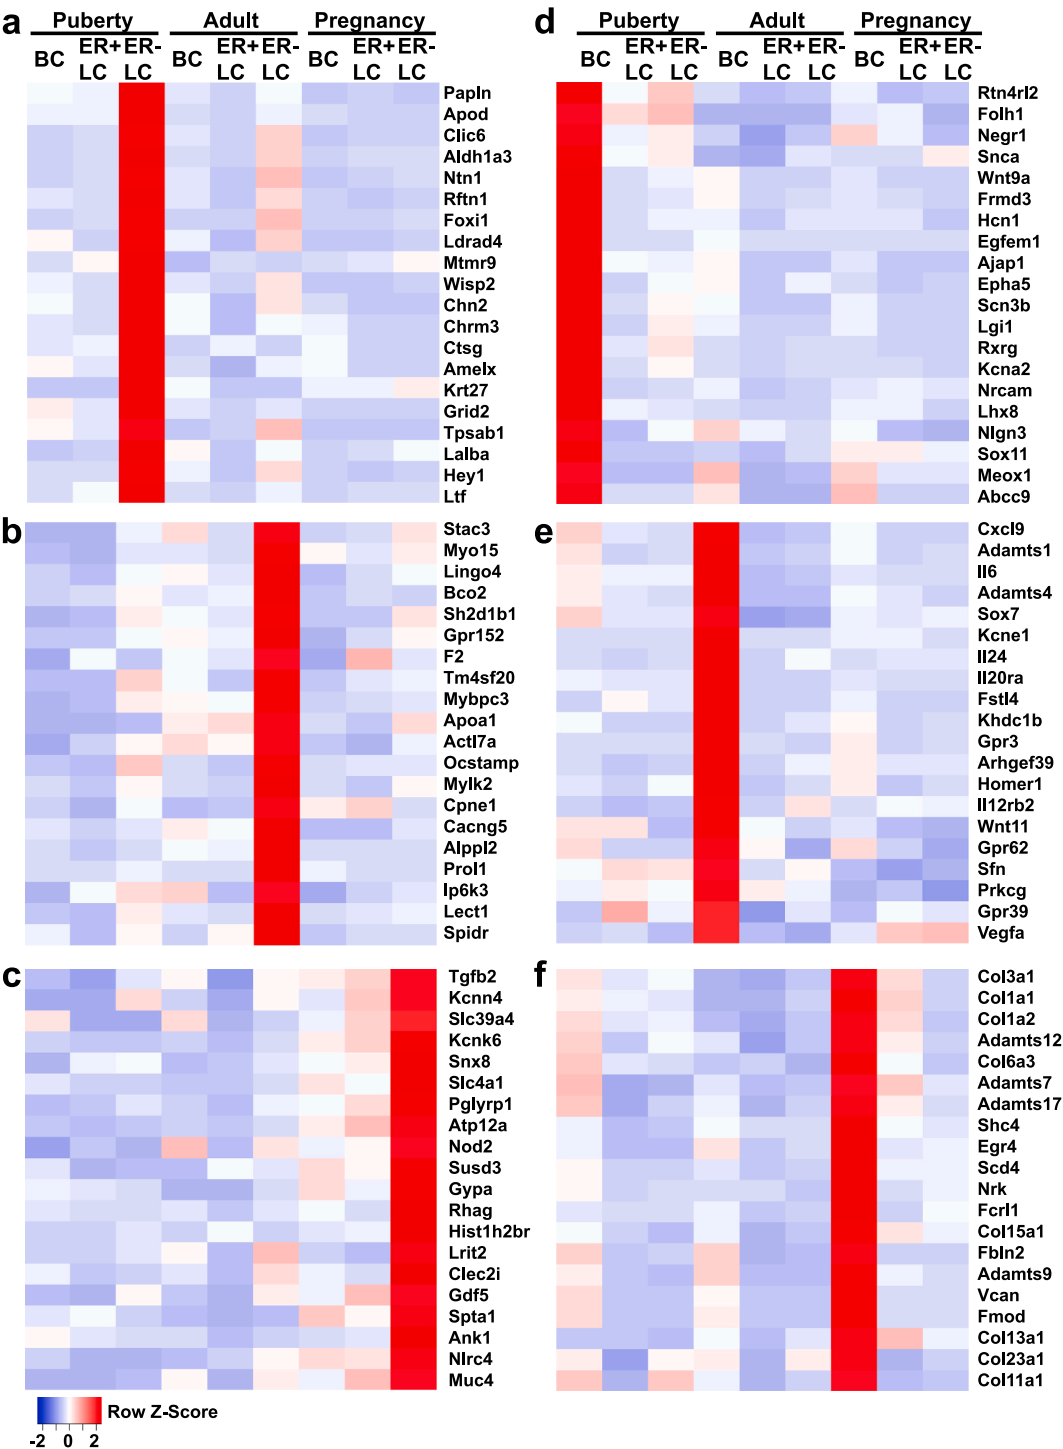 a
Puberty Adult Pregnancy
BC ER+ LC ER- LC BC ER+ LC ER- LC BC ER+ LC ER- LC
Papln
Apod
Clic6
Aldh1a3
Ntn1
Rftn1
Foxi1
Ldrad4
Mtmr9
Wisp2
Chn2
Chrm3
Ctsg
Amelx
Krt27
Grid2
Tpsab1
Lalba
Hey1
Ltf
b
Stac3
Myo15
Lingo4
Bco2
Sh2d1b1
Gpr152
F2
Tm4sf20
Mybpc3
Apoa1
Actl7a
Ocstamp
Mylk2
Cpne1
Cacng5
Alppl2
Prol1
Ip6k3
Lect1
Spidr
c
Tgfb2
Kcnn4
Slc39a4
Kcnk6
Snx8
Slc4a1
Pglyrp1
Atp12a
Nod2
Susd3
Gypa
Rhag
Hist1h2br
Lrit2
Clec2i
Gdf5
Spta1
Ank1
Nlrc4
Muc4
-2 0 2
Row Z-Score
d
Puberty Adult Pregnancy
BC ER+ LC ER- LC BC ER+ LC ER- LC BC ER+ LC ER- LC
Rtn4rl2
Folh1
Negr1
Snca
Wnt9a
Frmd3
Hcn1
Egfem1
Ajap1
Epha5
Scn3b
Lgi1
Rxrg
Kcna2
Nrcam
Lhx8
Nlgn3
Sox11
Meox1
Abcc9
e
Cxcl9
Adamts1
Il6
Adamts4
Sox7
Kcne1
Il24
Il20ra
Fstl4
Khdc1b
Gpr3
Arhgef39
Homer1
Il12rb2
Wnt11
Gpr62
Sfn
Prkcg
Gpr39
Vegfa
f
Col3a1
Col1a1
Col1a2
Adamts12
Col6a3
Adamts7
Adamts17
Shc4
Egr4
Scd4
Nrk
Fcrl1
Col15a1
Fbln2
Adamts9
Vcan
Fmod
Col13a1
Col23a1
Col11a1